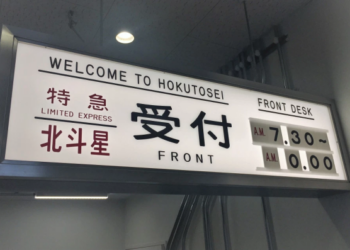 WELCOME TO HOKUTOSEI
特急
LIMITED EXPRESS
北斗星
受付
FRONT
FRONT DESK
AM 7.30~
AM 0.00